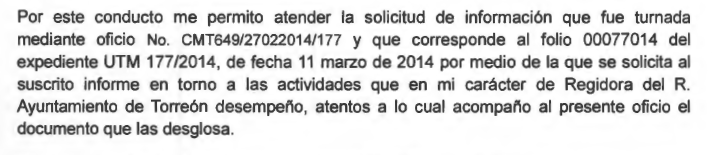 Por este conducto me permito atender la solicitud de información que fue turnada
mediante oficio No. CMT649/27022014/177 y que corresponde al folio 00077014 del
expediente UTM 177/2014, de fecha 11 marzo de 2014 por medio de la que se solicita al
suscrito informe en torno a las actividades que en mi carácter de Regidora del R.
Ayuntamiento de Torreón desempeño, atentos a lo cual acompaño al presente oficio el
documento que las desglosa.